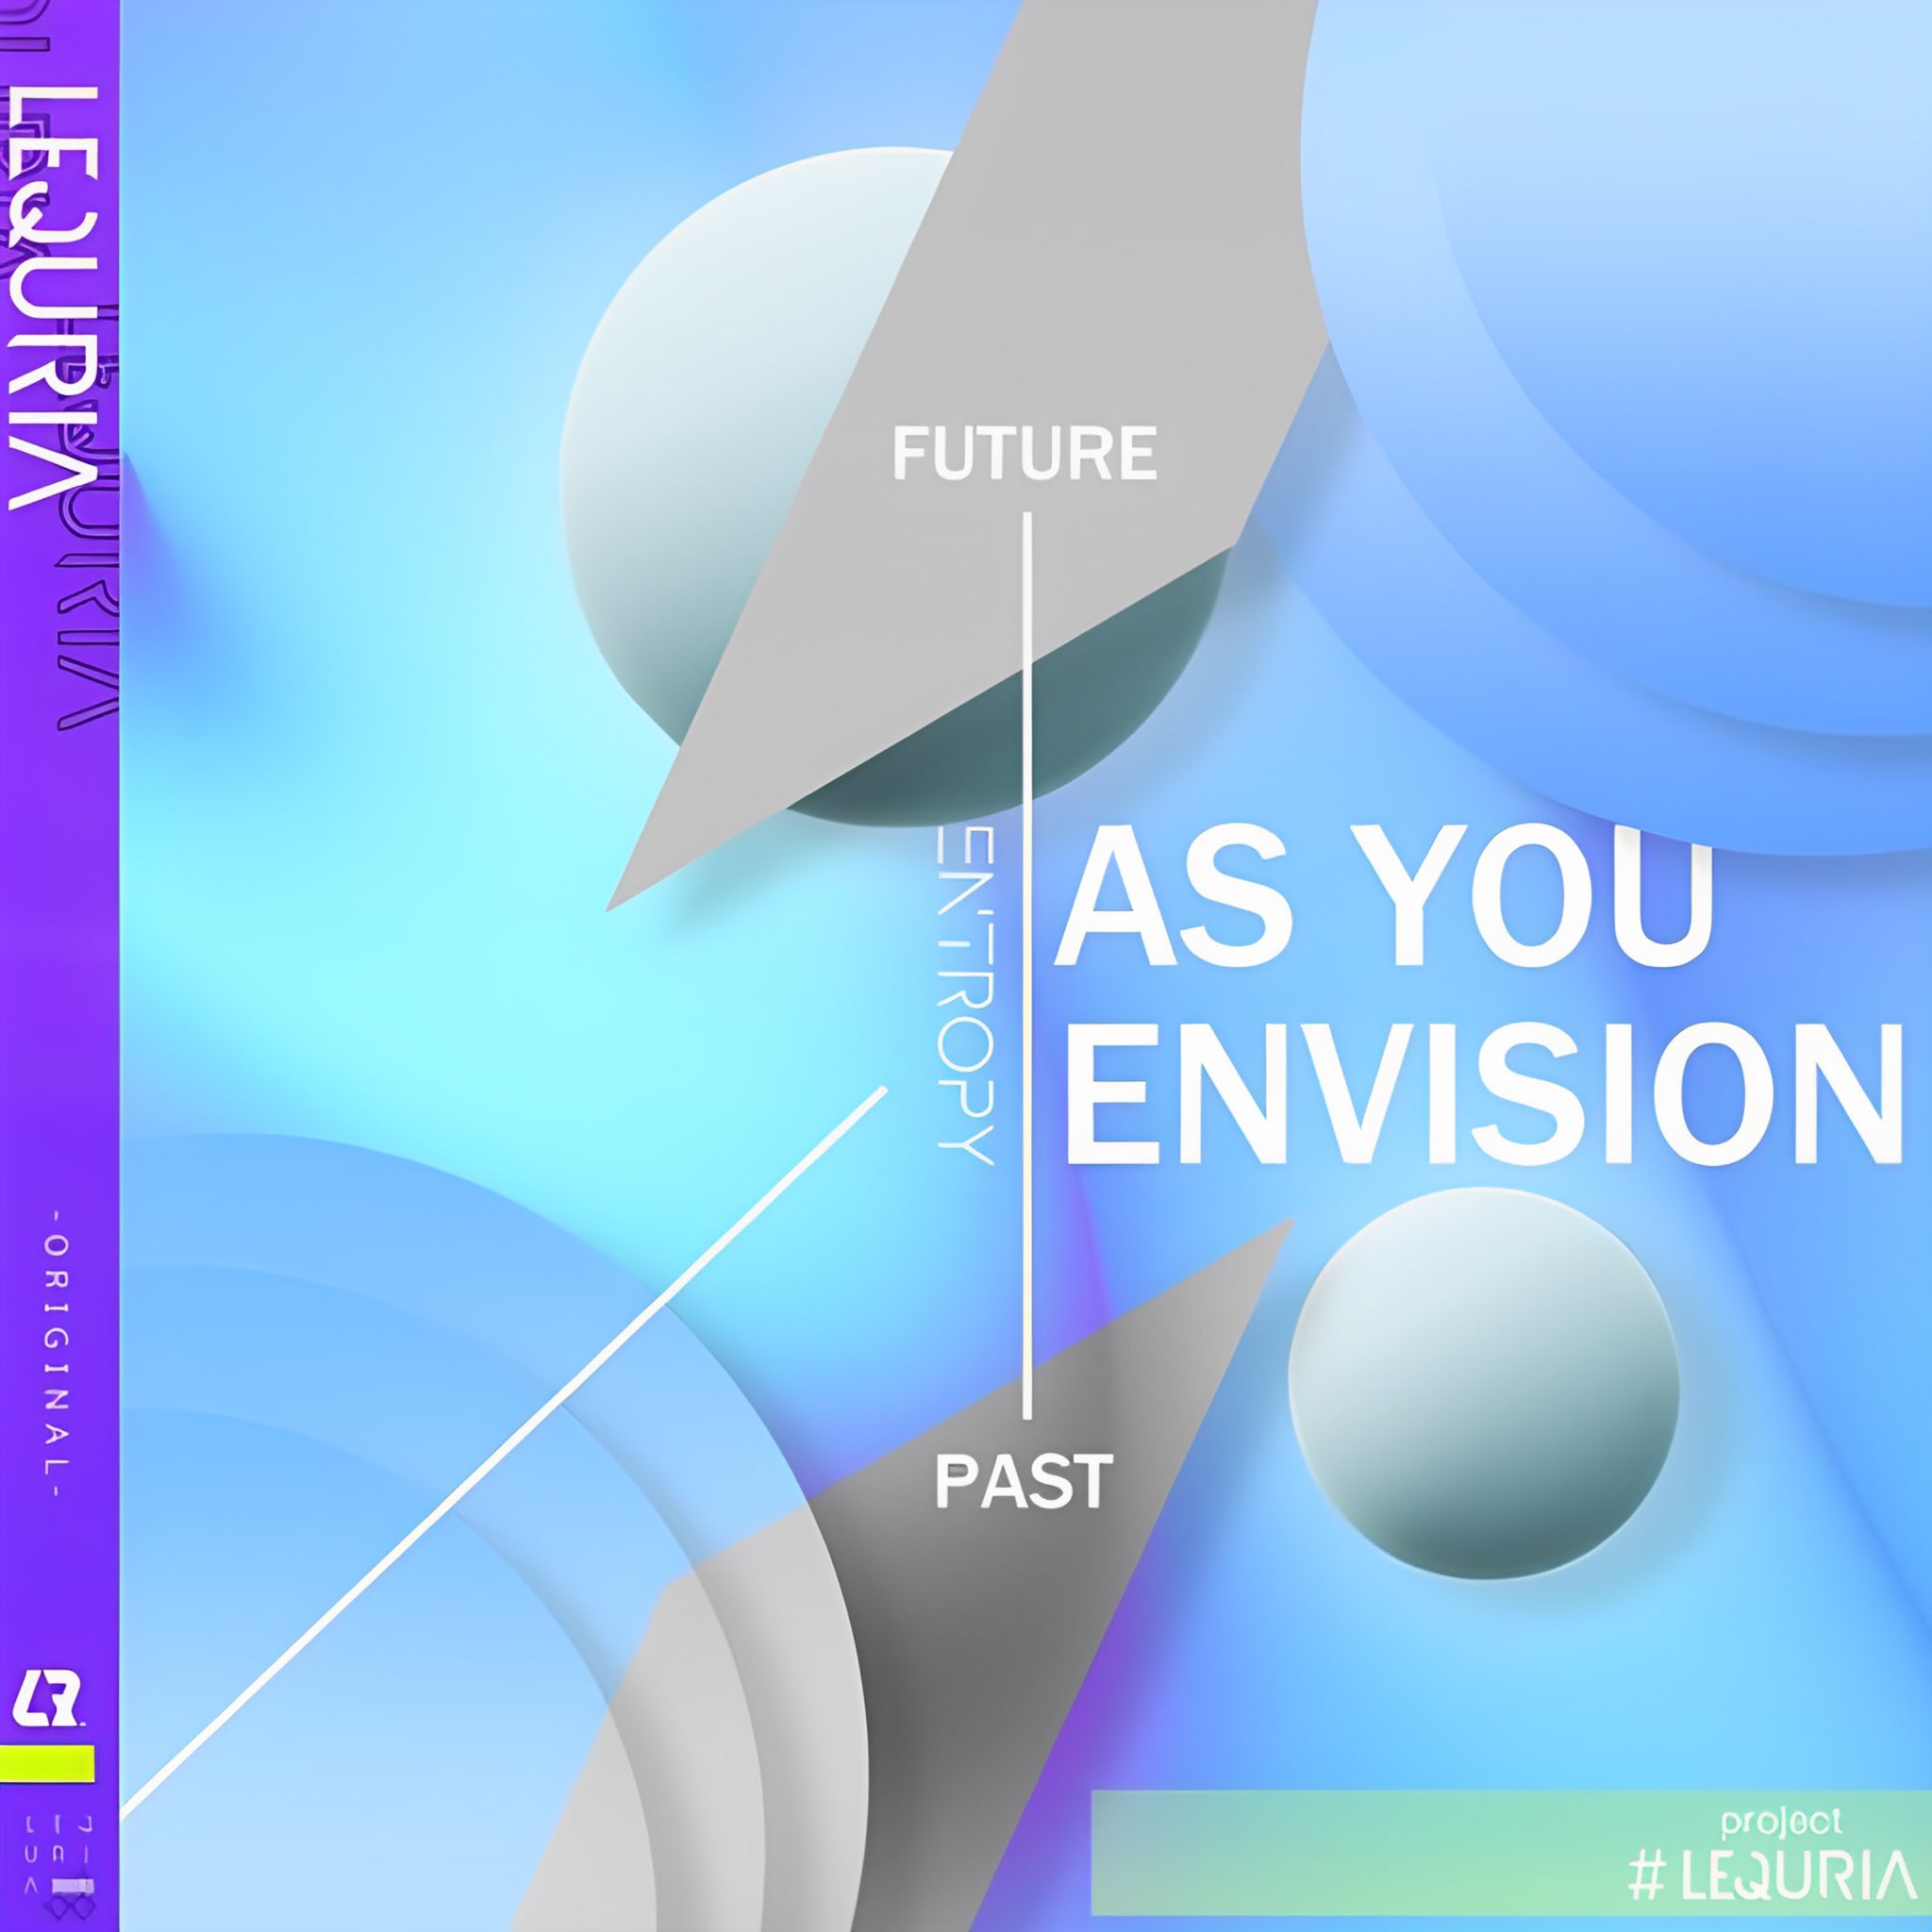 LEQURIA
-ORIGINAL-
FUTURE
ENTROPY
AS YOU
ENVISION
PAST
project
# LEQURIA